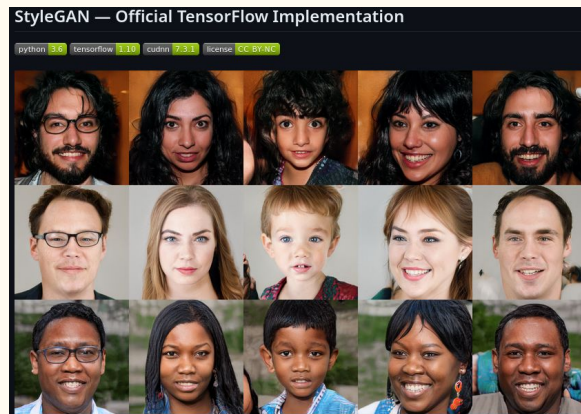 StyleGAN — Official TensorFlow Implementation
python 3.6 tensorflow 1.10 cudnn 7.3.1 license CC BY-NC